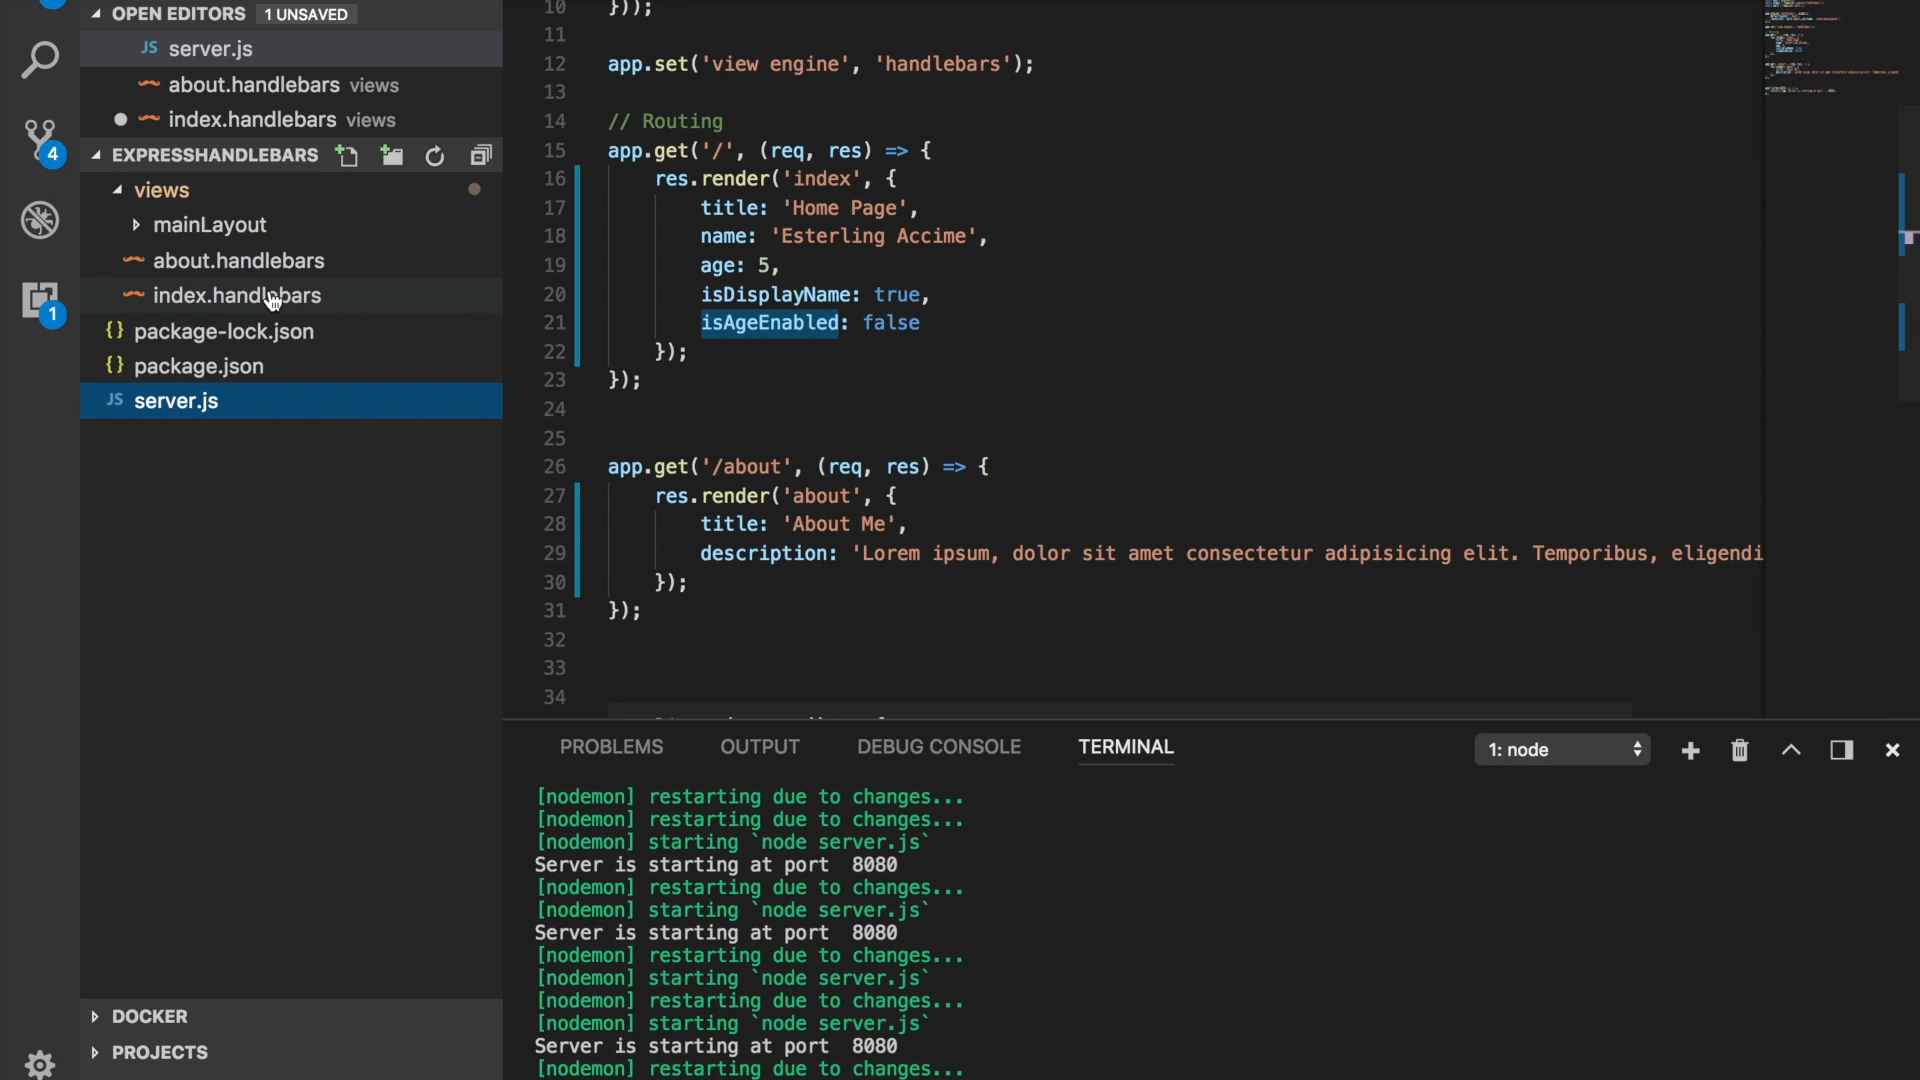 OPEN EDITORS 1 UNSAVED
JS server.js
about.handlebars views
index.handlebars views
4
EXPRESSHANDLEBARS
views
mainLayout
about.handlebars
index.handlebars
1
{} package-lock.json
{} package.json
JS server.js
DOCKER
PROJECTS
10 }));
11
12 app.set('view engine', 'handlebars');
13
14 // Routing
15 app.get('/', (req, res) => {
16 res.render('index', {
17 title: 'Home Page',
18 name: 'Esterling Accime',
19 age: 5,
20 isDisplayName: true,
21 isAgeEnabled: false
22 });
23 });
24
25
26 app.get('/about', (req, res) => {
27 res.render('about', {
28 title: 'About Me',
29 description: 'Lorem ipsum, dolor sit amet consectetur adipisicing elit. Temporibus, eligendi
30 });
31 });
32
33
34
PROBLEMS OUTPUT DEBUG CONSOLE TERMINAL 1: node
[nodemon] restarting due to changes...
[nodemon] restarting due to changes...
[nodemon] starting `node server.js`
Server is starting at port  8080
[nodemon] restarting due to changes...
[nodemon] starting `node server.js`
Server is starting at port  8080
[nodemon] restarting due to changes...
[nodemon] starting `node server.js`
[nodemon] restarting due to changes...
[nodemon] starting `node server.js`
Server is starting at port  8080
[nodemon] restarting due to changes...